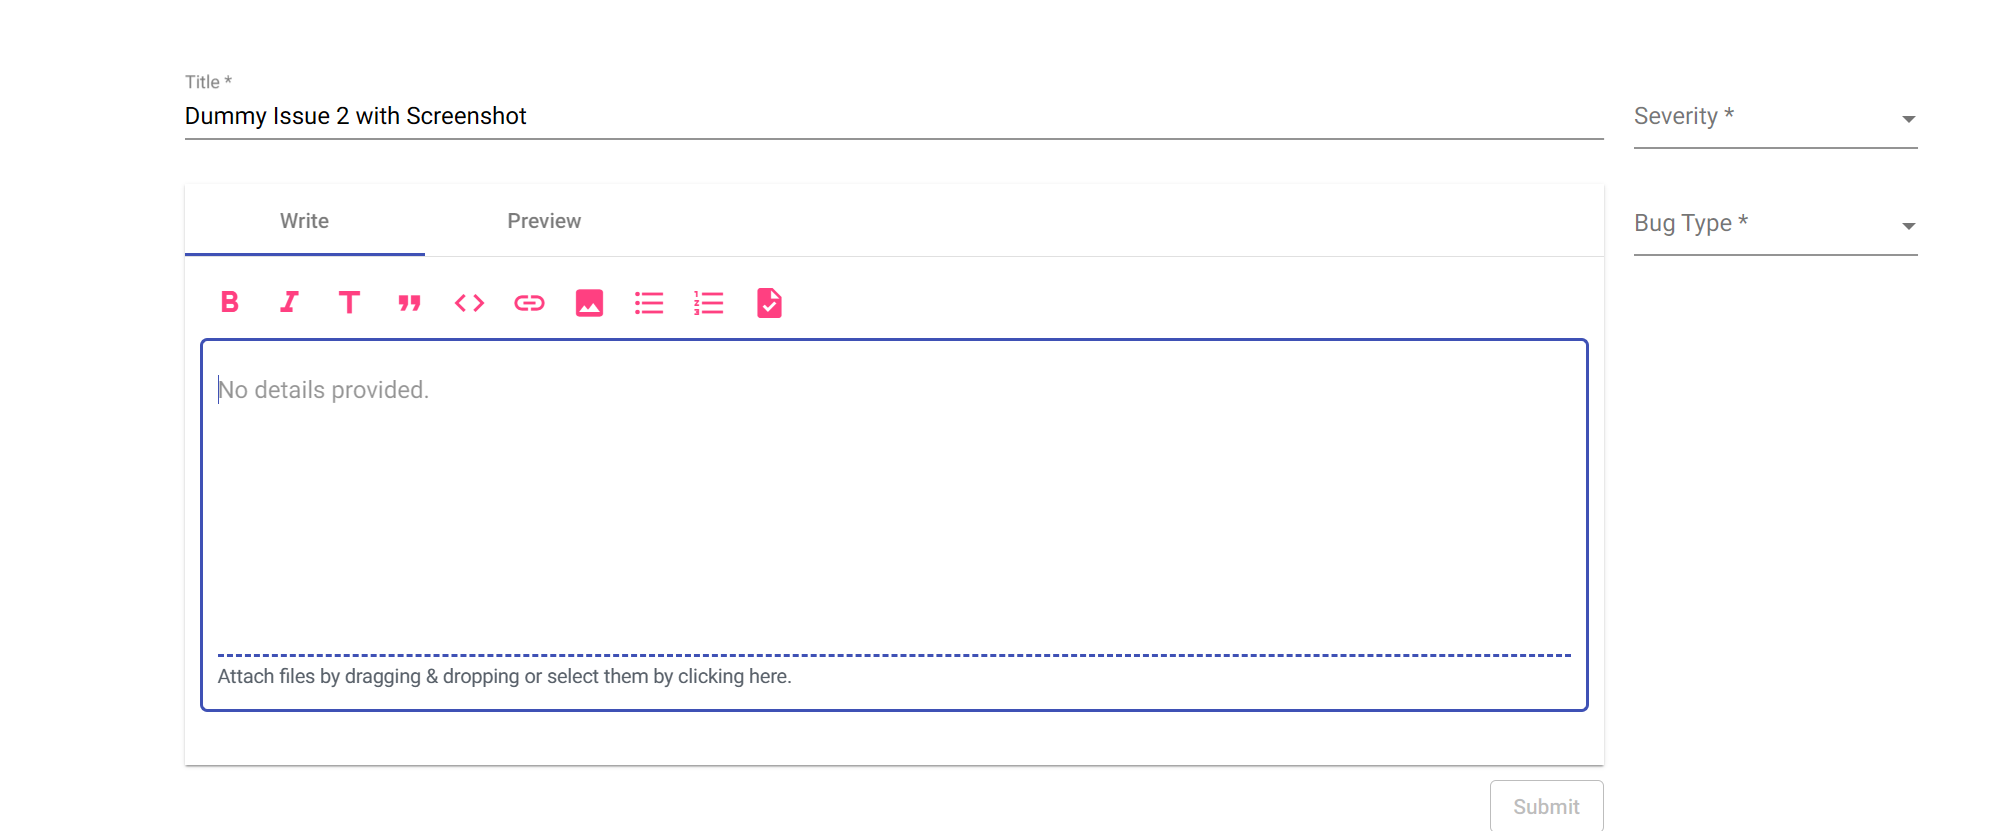 Title *
Dummy Issue 2 with Screenshot
Severity *
Write Preview
Bug Type *
No details provided.
Attach files by dragging & dropping or select them by clicking here.
Submit